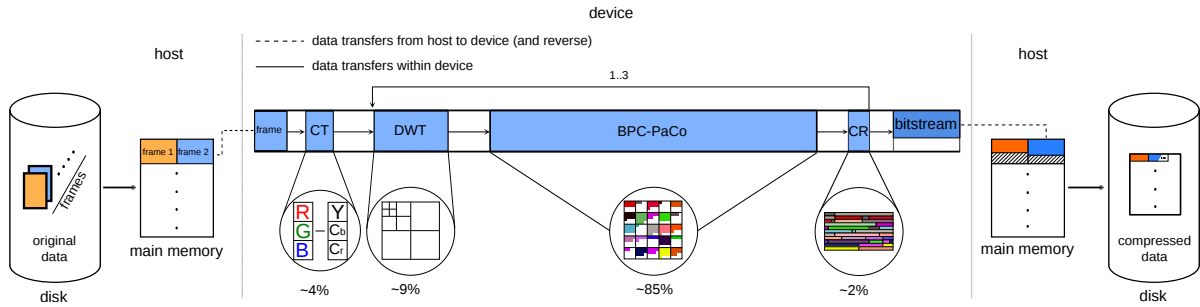 device
host
host
data transfers from host to device (and reverse)
data transfers within device
1..3
frame
CT
DWT
BPC-PaCo
CR
bitstream
frame 1
frame 2
frames
original
data
main memory
disk
R
G
B
Y
Cb
Cr
~4%
~9%
~85%
~2%
main memory
compressed
data
disk